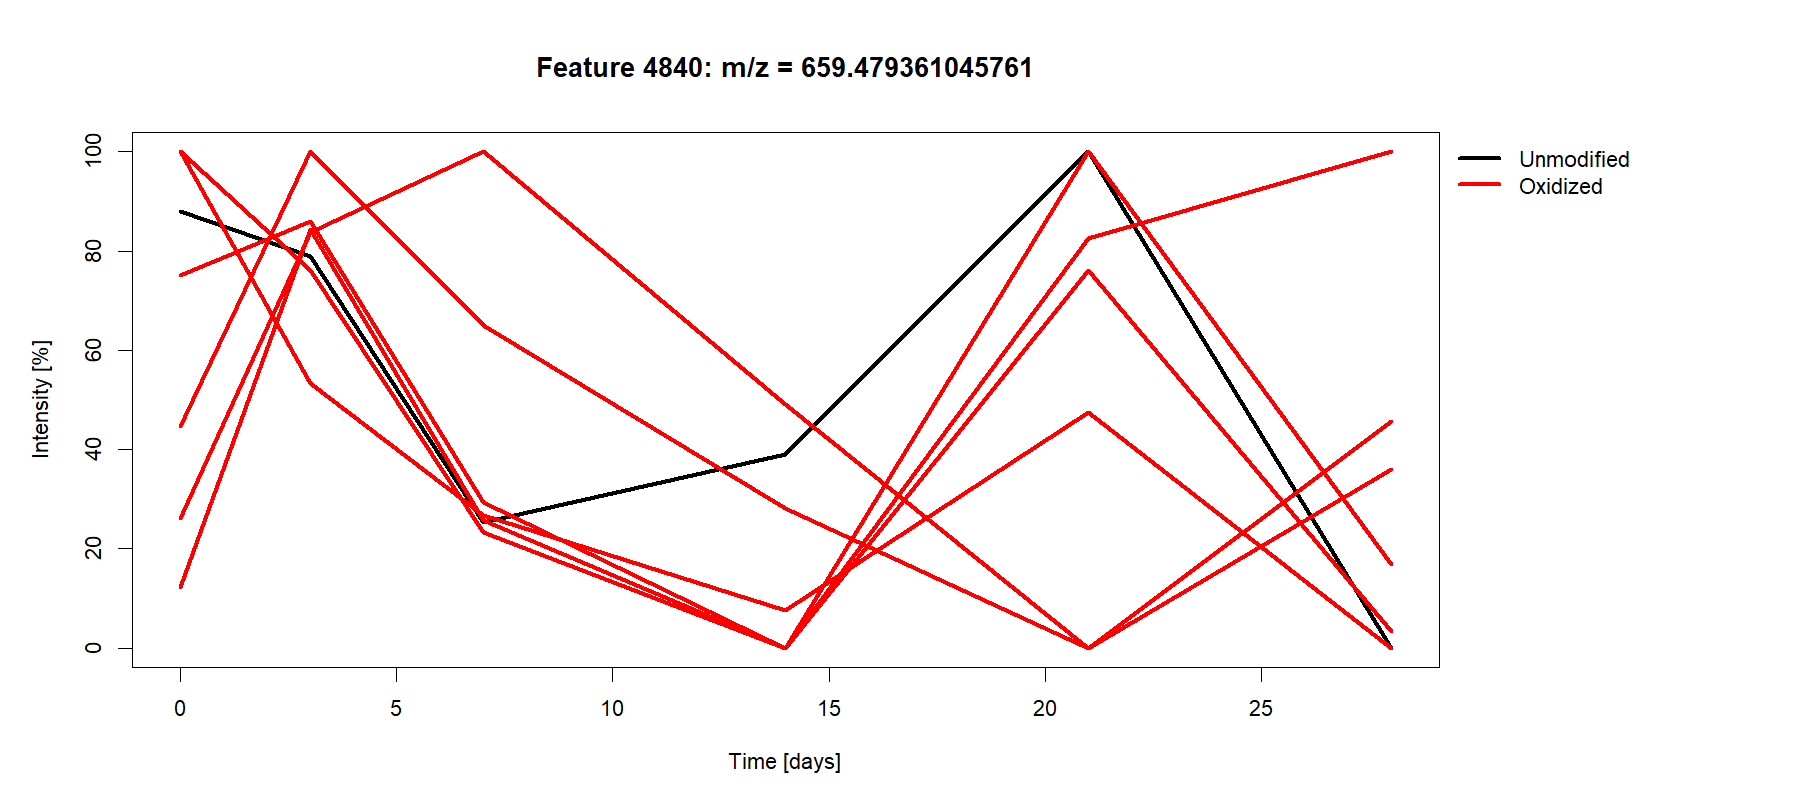 Feature 4840: m/z = 659.479361045761
Unmodified
Oxidized
Intensity [%]
100
80
60
40
20
0
0 5 10 15 20 25
Time [days]